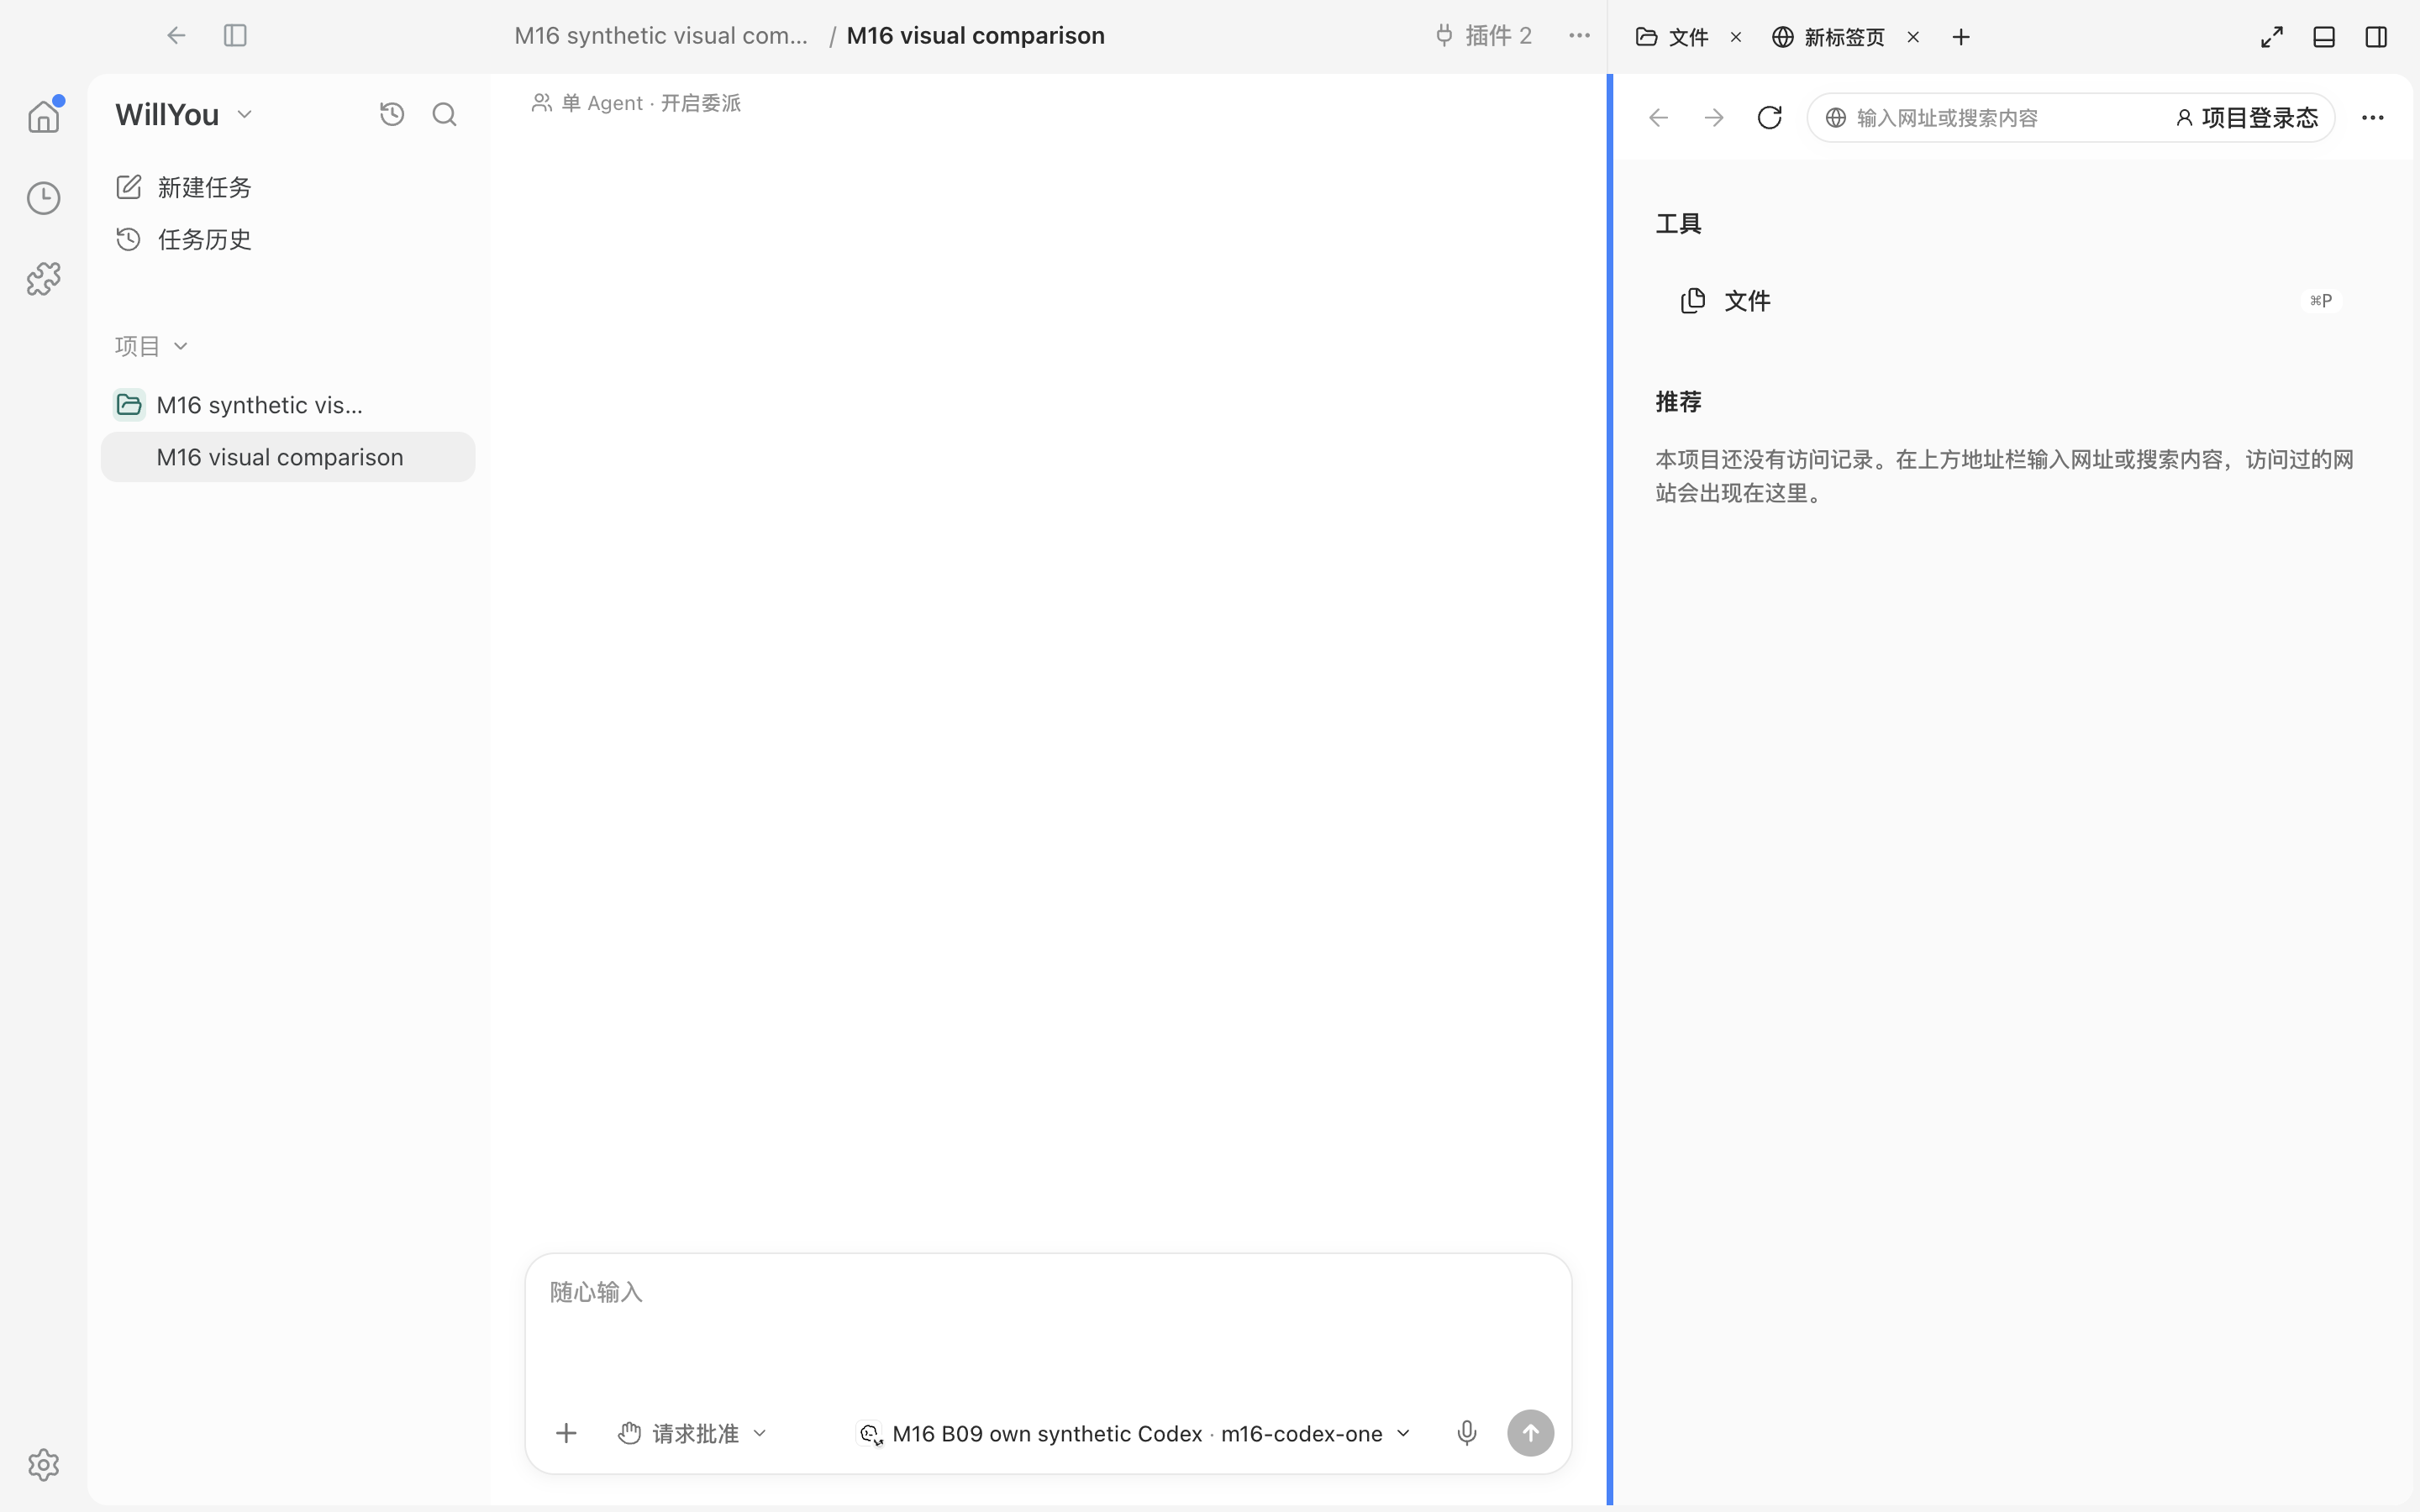 M16 synthetic visual com... / M16 visual comparison
插件 2
文件
新标签页
WillYou
单 Agent · 开启委派
输入网址或搜索内容
项目登录态
新建任务
任务历史
工具
文件
⌘P
项目
推荐
M16 synthetic vis...
M16 visual comparison
本项目还没有访问记录。在上方地址栏输入网址或搜索内容，访问过的网
站会出现在这里。
随心输入
请求批准
M16 B09 own synthetic Codex · m16-codex-one